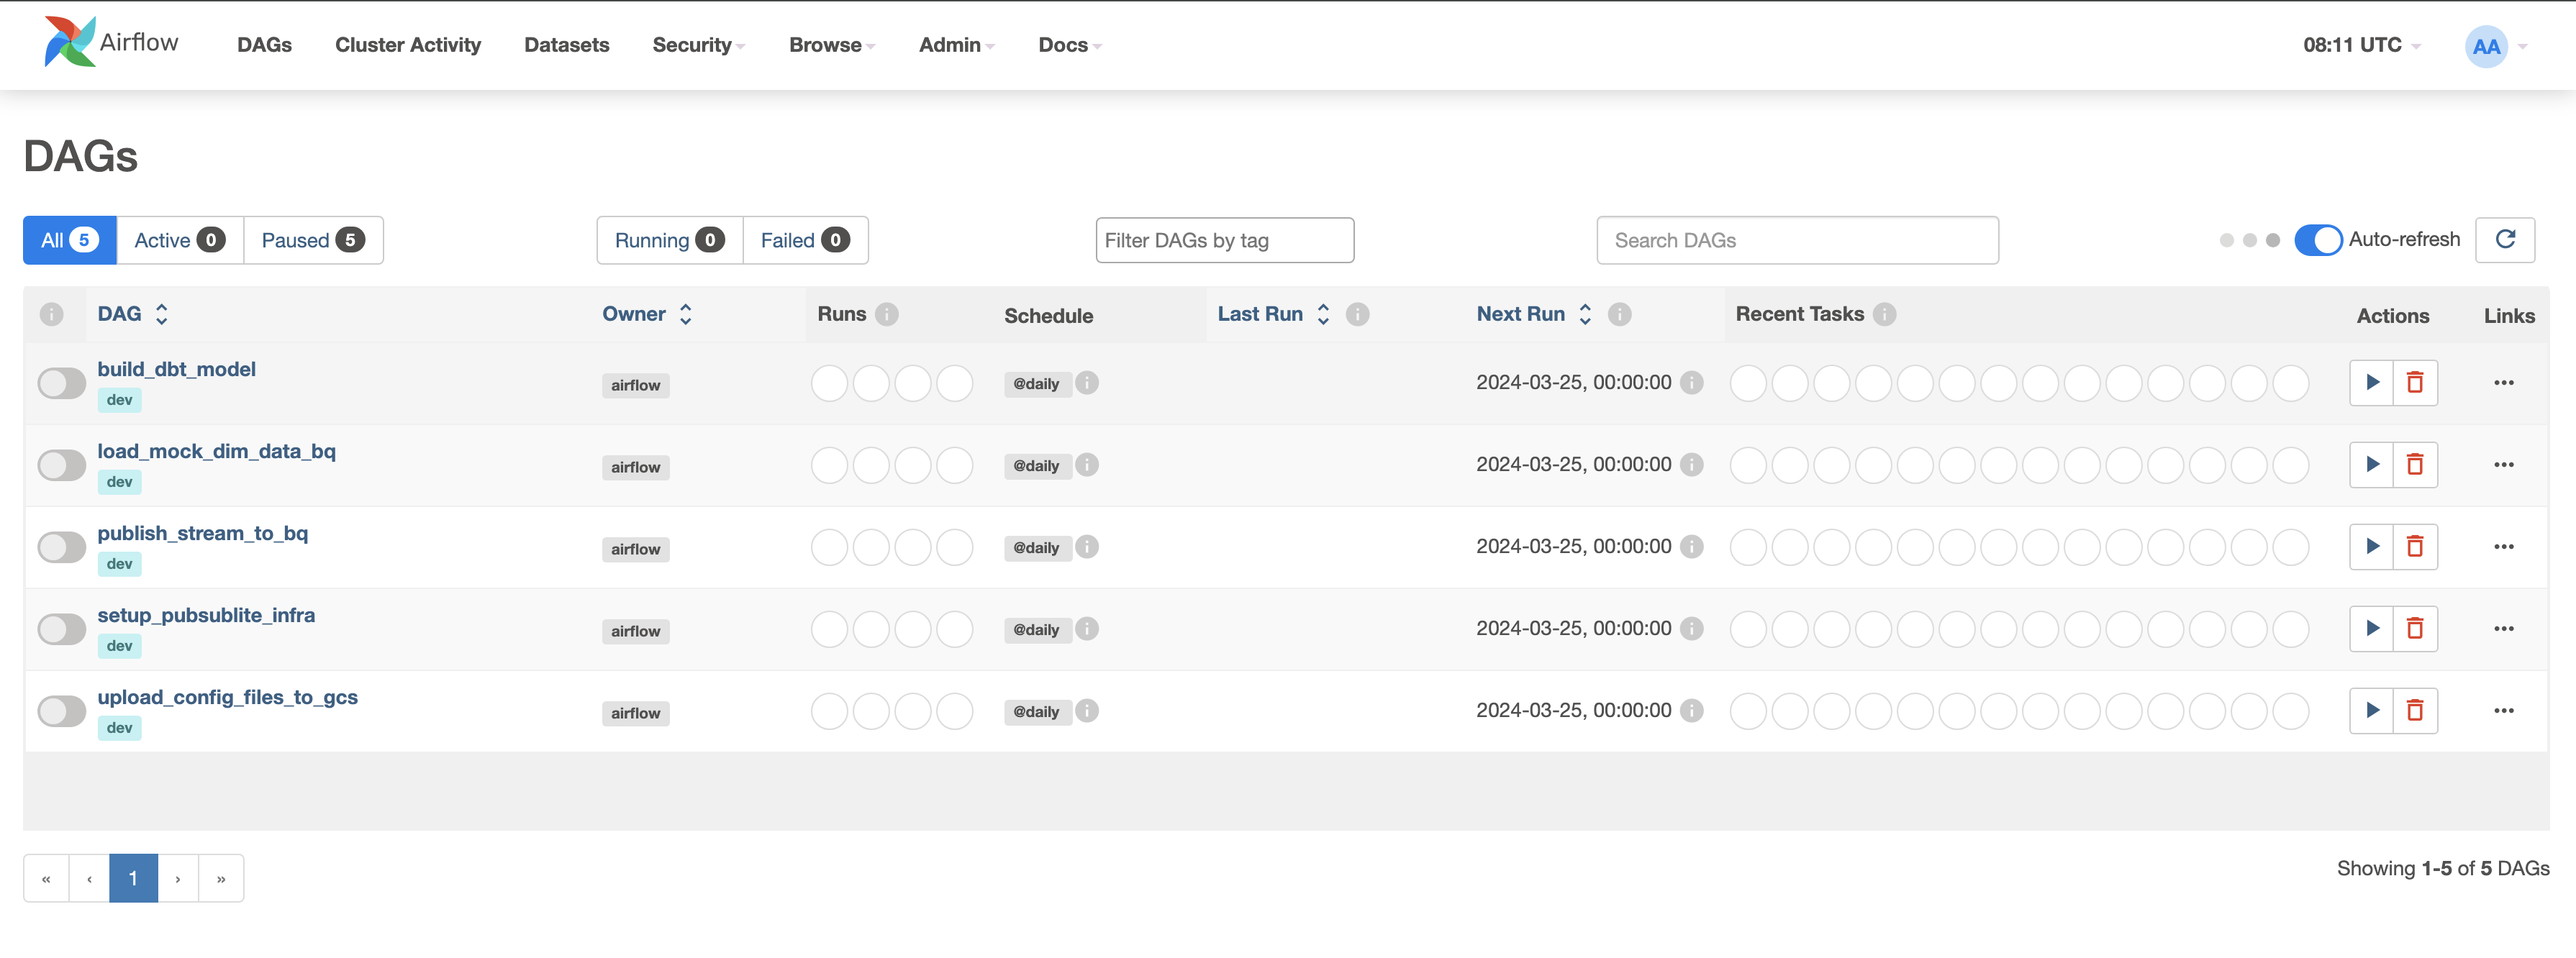 Airflow DAGs Cluster Activity Datasets Security Browse Admin Docs 08:11 UTC AA
DAGs
All 5 Active 0 Paused 5 Running 0 Failed 0 Filter DAGs by tag Search DAGs Auto-refresh
i DAG Owner Runs i Schedule Last Run i Next Run i Recent Tasks i Actions Links
build_dbt_model
dev
airflow @daily i 2024-03-25, 00:00:00 i
load_mock_dim_data_bq
dev
airflow @daily i 2024-03-25, 00:00:00 i
publish_stream_to_bq
dev
airflow @daily i 2024-03-25, 00:00:00 i
setup_pubsublite_infra
dev
airflow @daily i 2024-03-25, 00:00:00 i
upload_config_files_to_gcs
dev
airflow @daily i 2024-03-25, 00:00:00 i
« ‹ 1 › »
Showing 1-5 of 5 DAGs